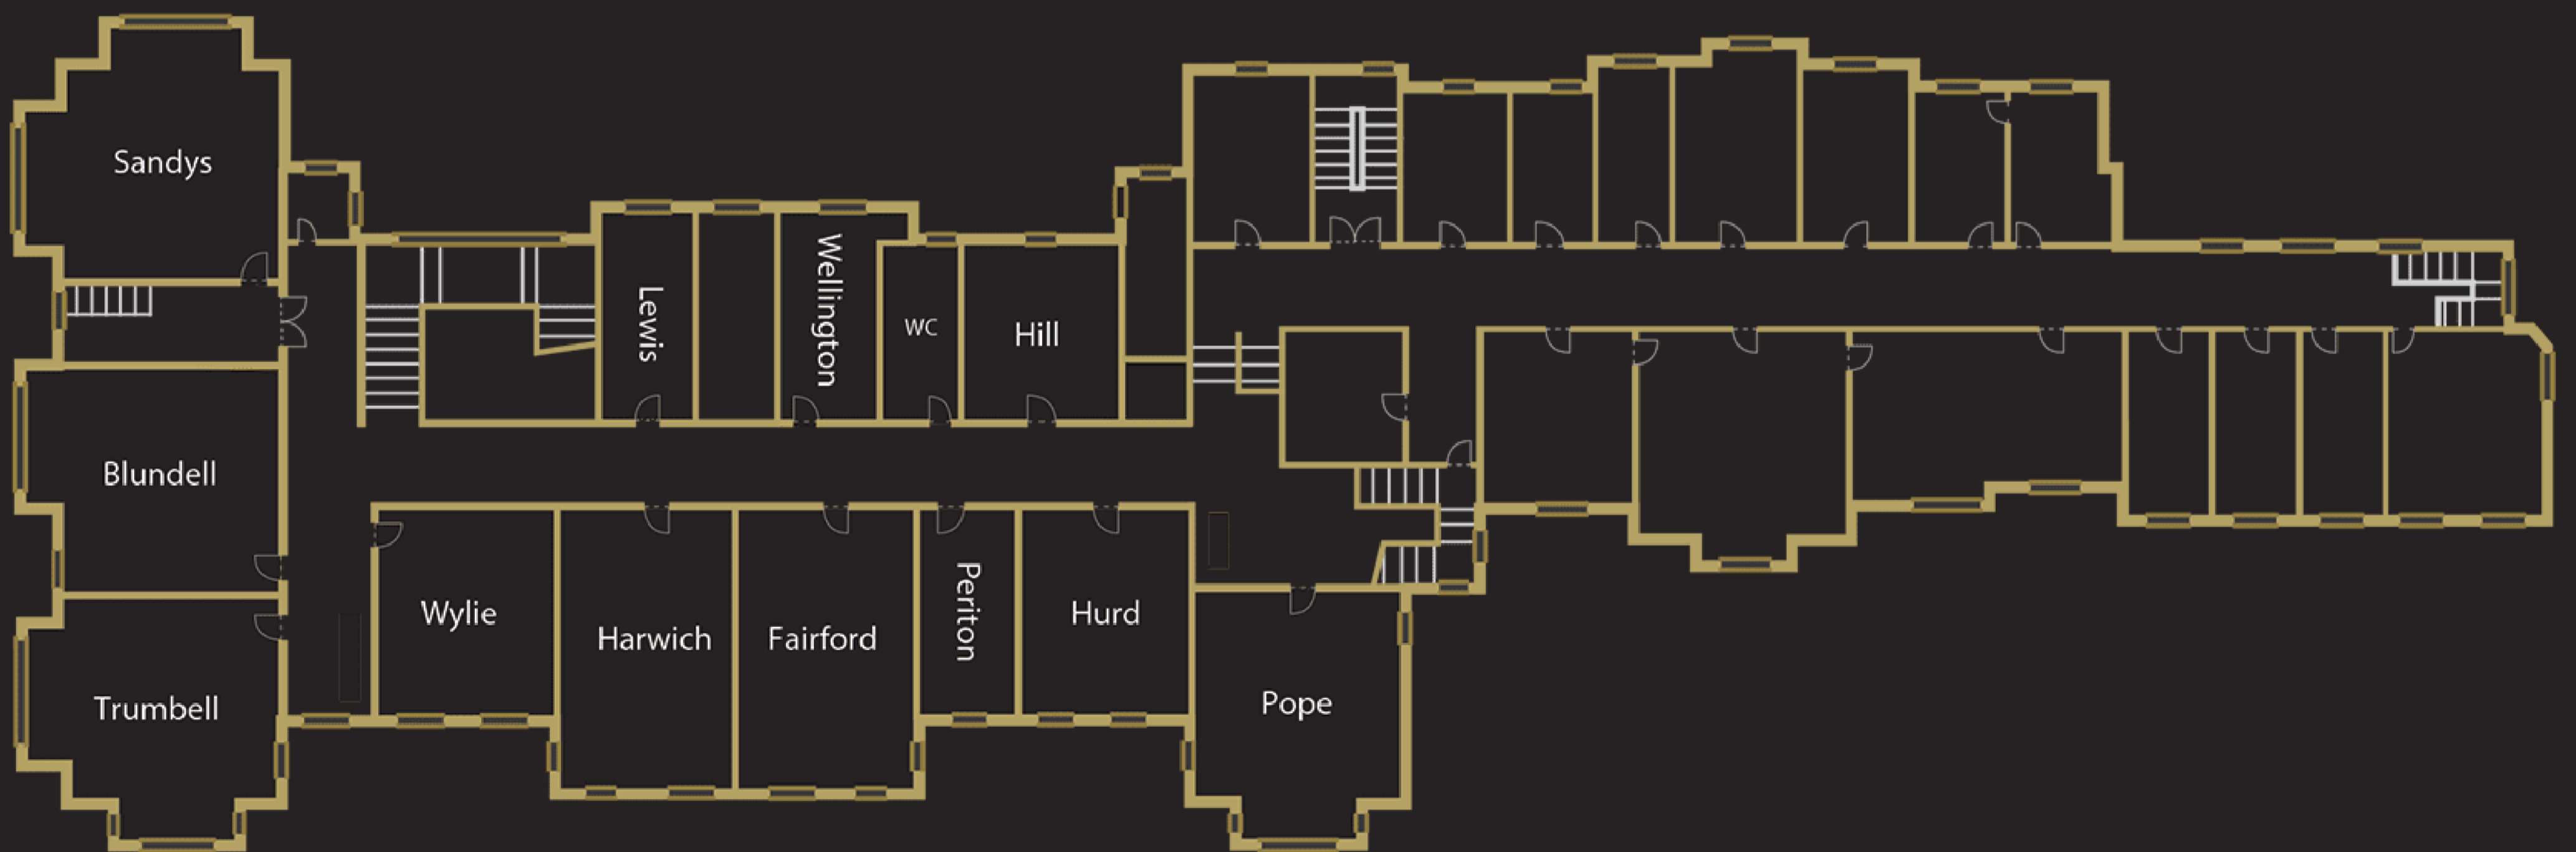 Sandys
Lewis
Wellington
WC
Hill
Blundell
Trumbell
Wylie
Harwich
Fairford
Periton
Hurd
Pope